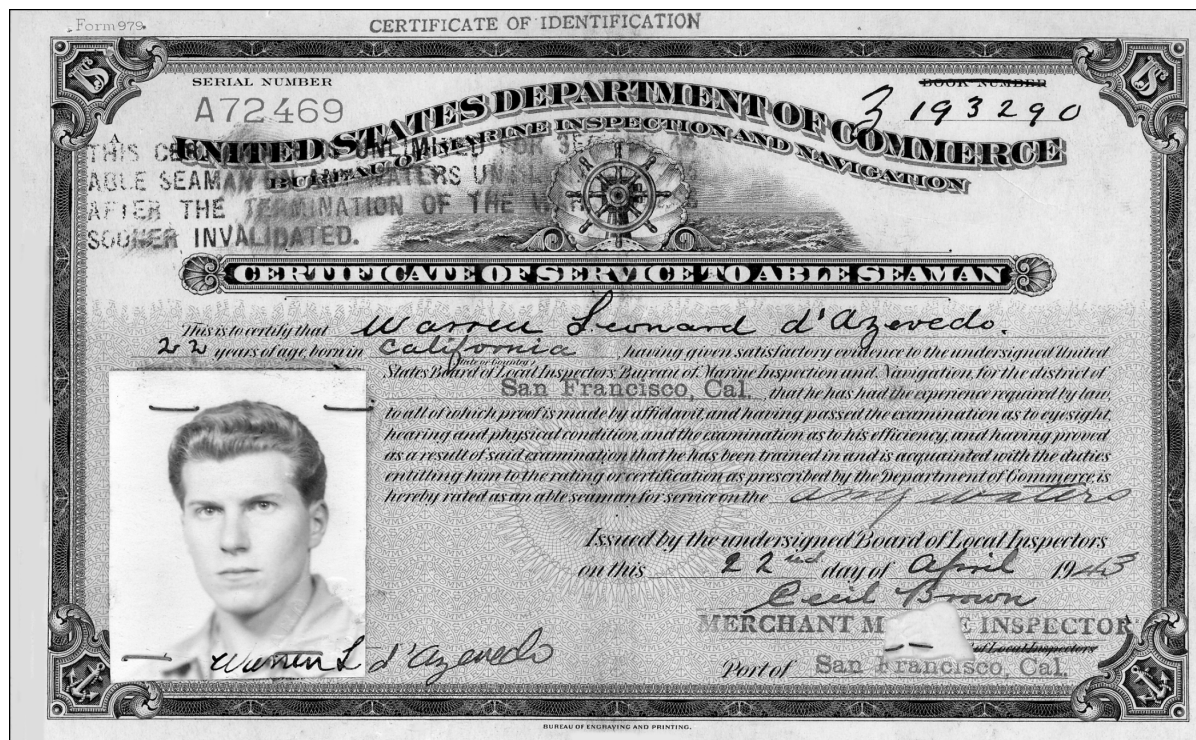 Form 979.
CERTIFICATE OF IDENTIFICATION
SERIAL NUMBER
A72469
BOOK NUMBER
Z 193290
UNITED STATES DEPARTMENT OF COMMERCE
BUREAU OF MARINE INSPECTION AND NAVIGATION
THIS UNLIMITED FOR
ABLE SEAMAN ON WATERS
AFTER THE TERMINATION OF THE
SOONER INVALIDATED.
CERTIFICATE OF SERVICE TO ABLE SEAMAN
This is to certify that Warren Leonard d'Azevedo.
22 years of age, born in California, having given satisfactory evidence to the undersigned United
(State or Country)
States Board of Local Inspectors, Bureau of Marine Inspection and Navigation, for the district of
San Francisco, Cal. that he has had the experience required by law,
to all of which proof is made by affidavit, and having passed the examination as to eyesight,
hearing and physical condition, and the examination as to his efficiency, and having proved
as a result of said examination that he has been trained in and is acquainted with the duties
entitling him to the rating or certification as prescribed by the Department of Commerce, is
hereby rated as an able seaman for service on the any waters
Issued by the undersigned Board of Local Inspectors
on this 22nd day of April 1943
Cecil Brown
MERCHANT M E INSPECTOR
of Local Inspectors
Port of San Francisco, Cal.
Warren L d'Azevedo
BUREAU OF ENGRAVING AND PRINTING.